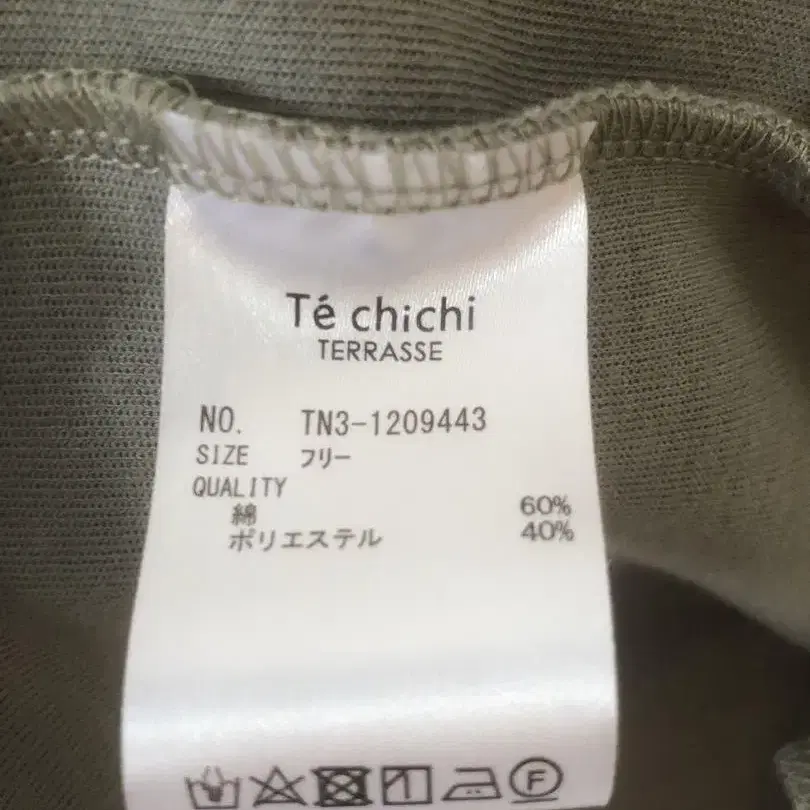 Té chichi
TERRASSE
NO. TN3-1209443
SIZE フリー
QUALITY
綿 60%
ポリエステル 40%
F